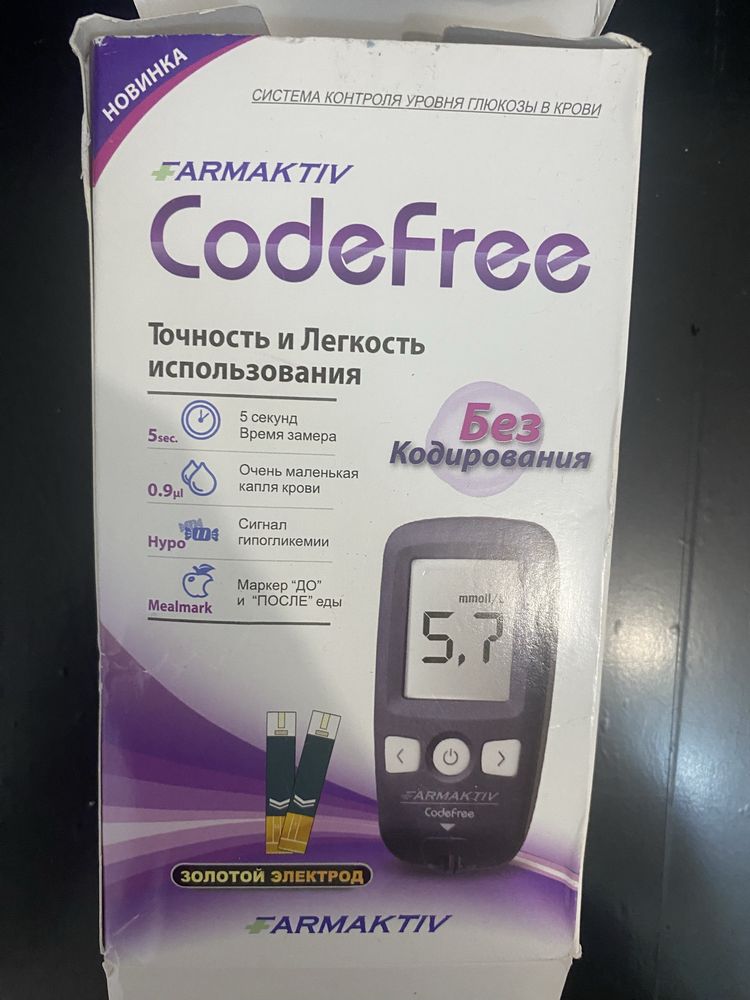 НОВИНКА
СИСТЕМА КОНТРОЛЯ УРОВНЯ ГЛЮКОЗЫ В КРОВИ
FARMAKTIV
CodeFree
Точность и Легкость
использования
5sec.
5 секунд
Время замера
Без
Кодирования
0.9µl
Очень маленькая
капля крови
Hypo
Сигнал
гипогликемии
Mealmark
Маркер “ДО”
и “ПОСЛЕ” еды
mmoll/L
5,7
FARMAKTIV
CodeFree
ЗОЛОТОЙ ЭЛЕКТРОД
FARMAKTIV